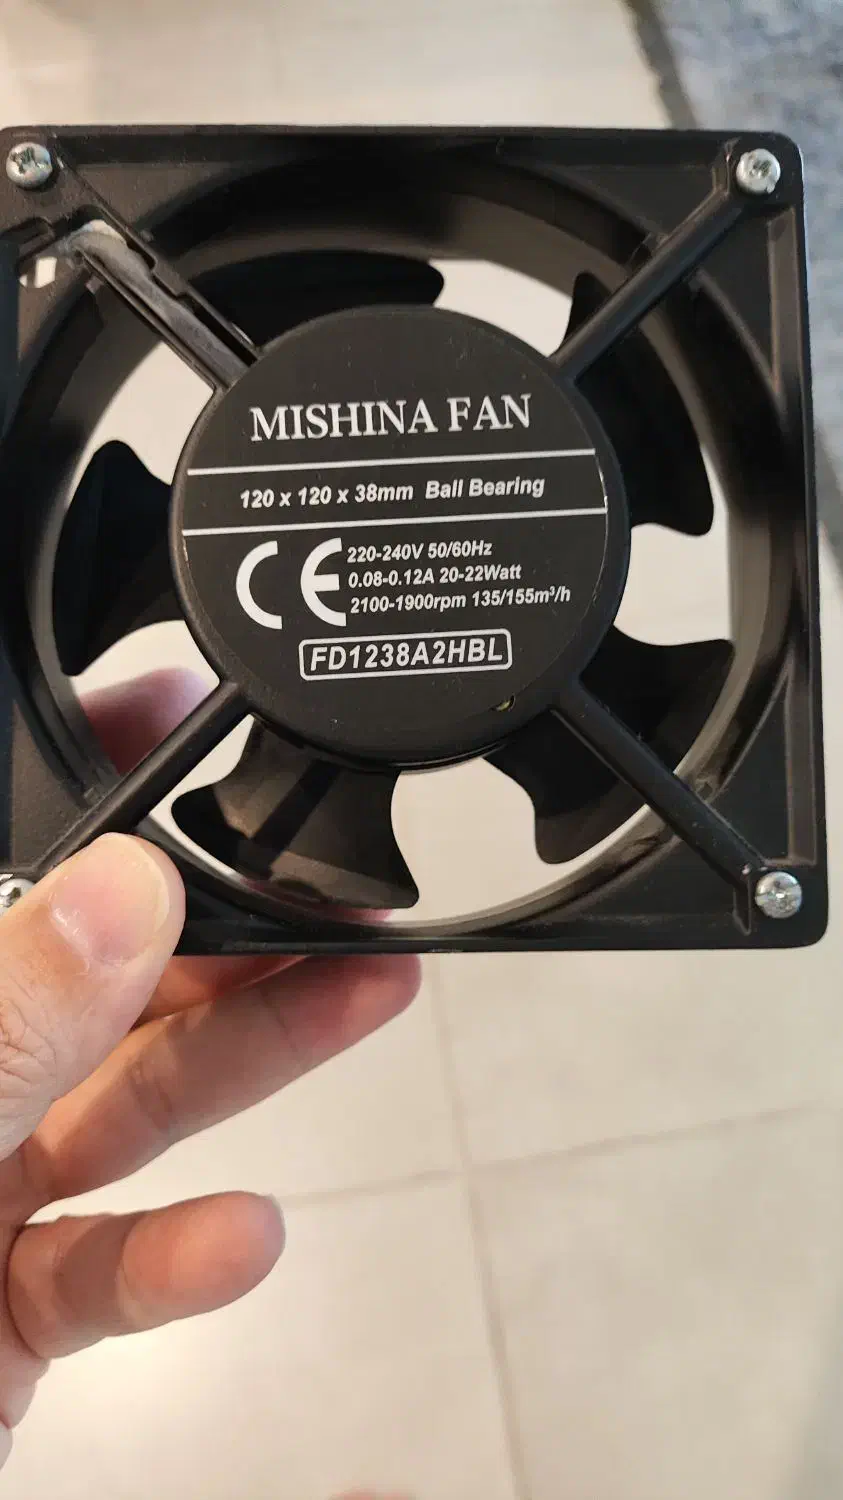 MISHINA FAN
120 x 120 x 38mm Ball Bearing
CE
220-240V 50/60Hz
0.08-0.12A 20-22Watt
2100-1900rpm 135/155m³/h
FD1238A2HBL